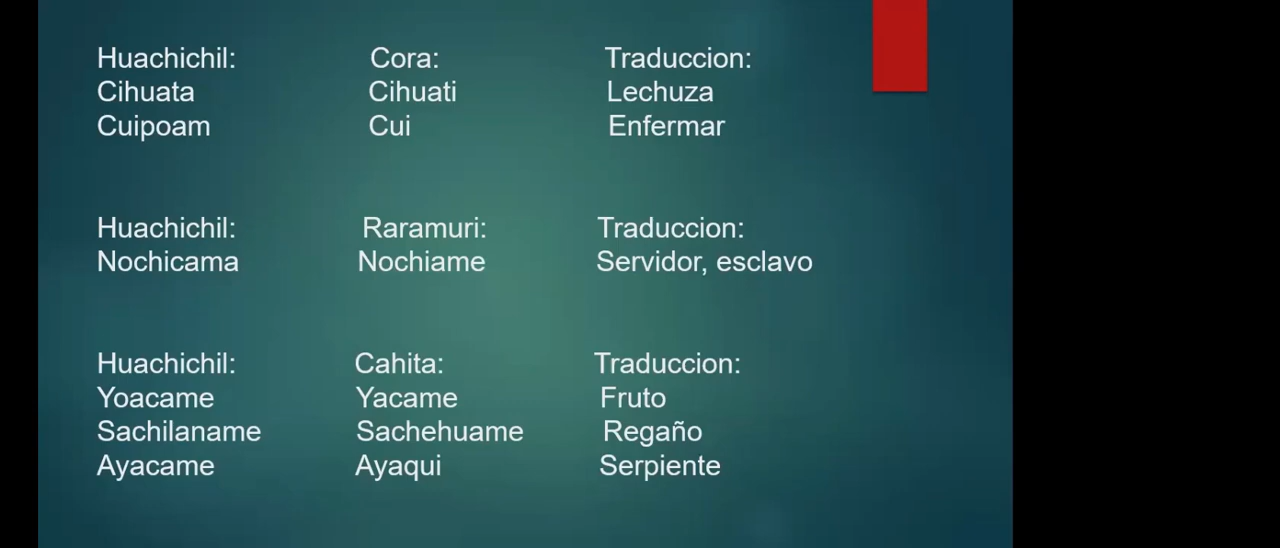 Huachichil: Cora: Traduccion:
Cihuata Cihuati Lechuza
Cuipoam Cui Enfermar
Huachichil: Raramuri: Traduccion:
Nochicama Nochiame Servidor, esclavo
Huachichil: Cahita: Traduccion:
Yoacame Yacame Fruto
Sachilaname Sachehuame Regaño
Ayacame Ayaqui Serpiente